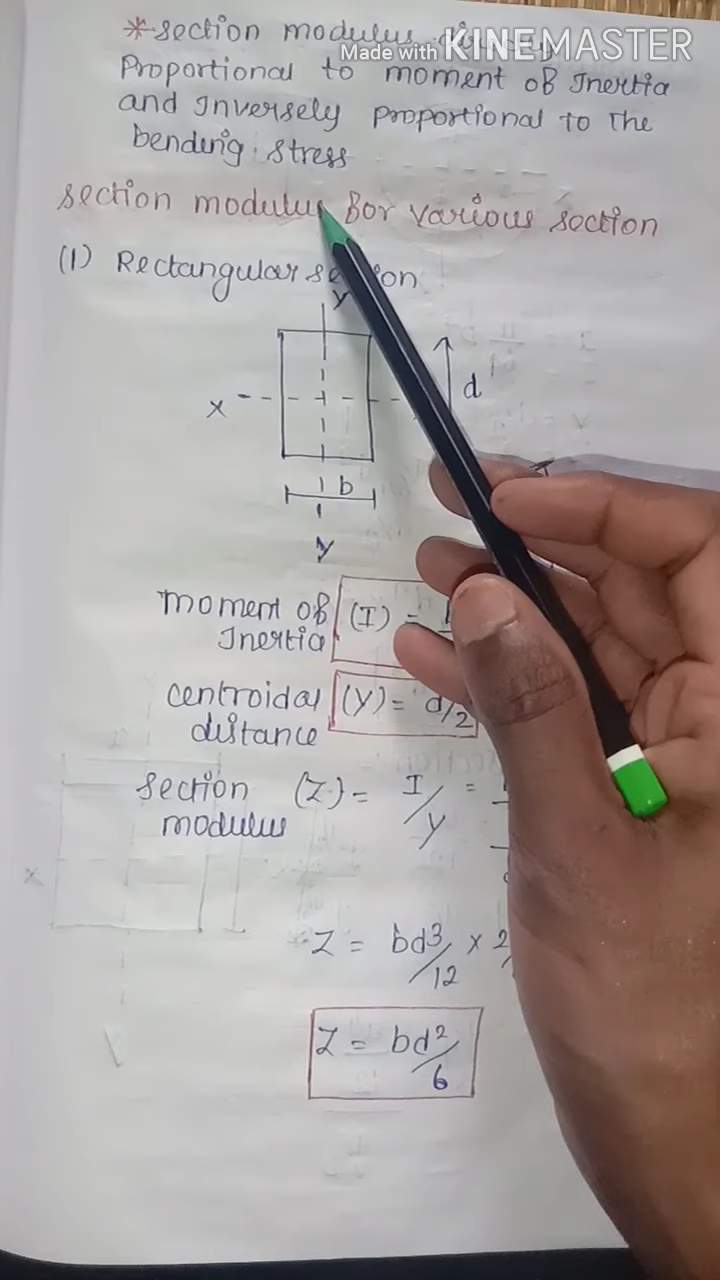 *section modulus
Made with KINEMASTER
Proportional to moment of Inertia
and Inversely proportional to The
bending stress
section modulus for various section
(1) Rectangular section
y
x
d
b
y
moment of (I) =
Inertia
centroidal (y) = d/2
distance
section (Z) = I/y =
modulus
Z = bd3/12 x 2/
Z = bd2/6